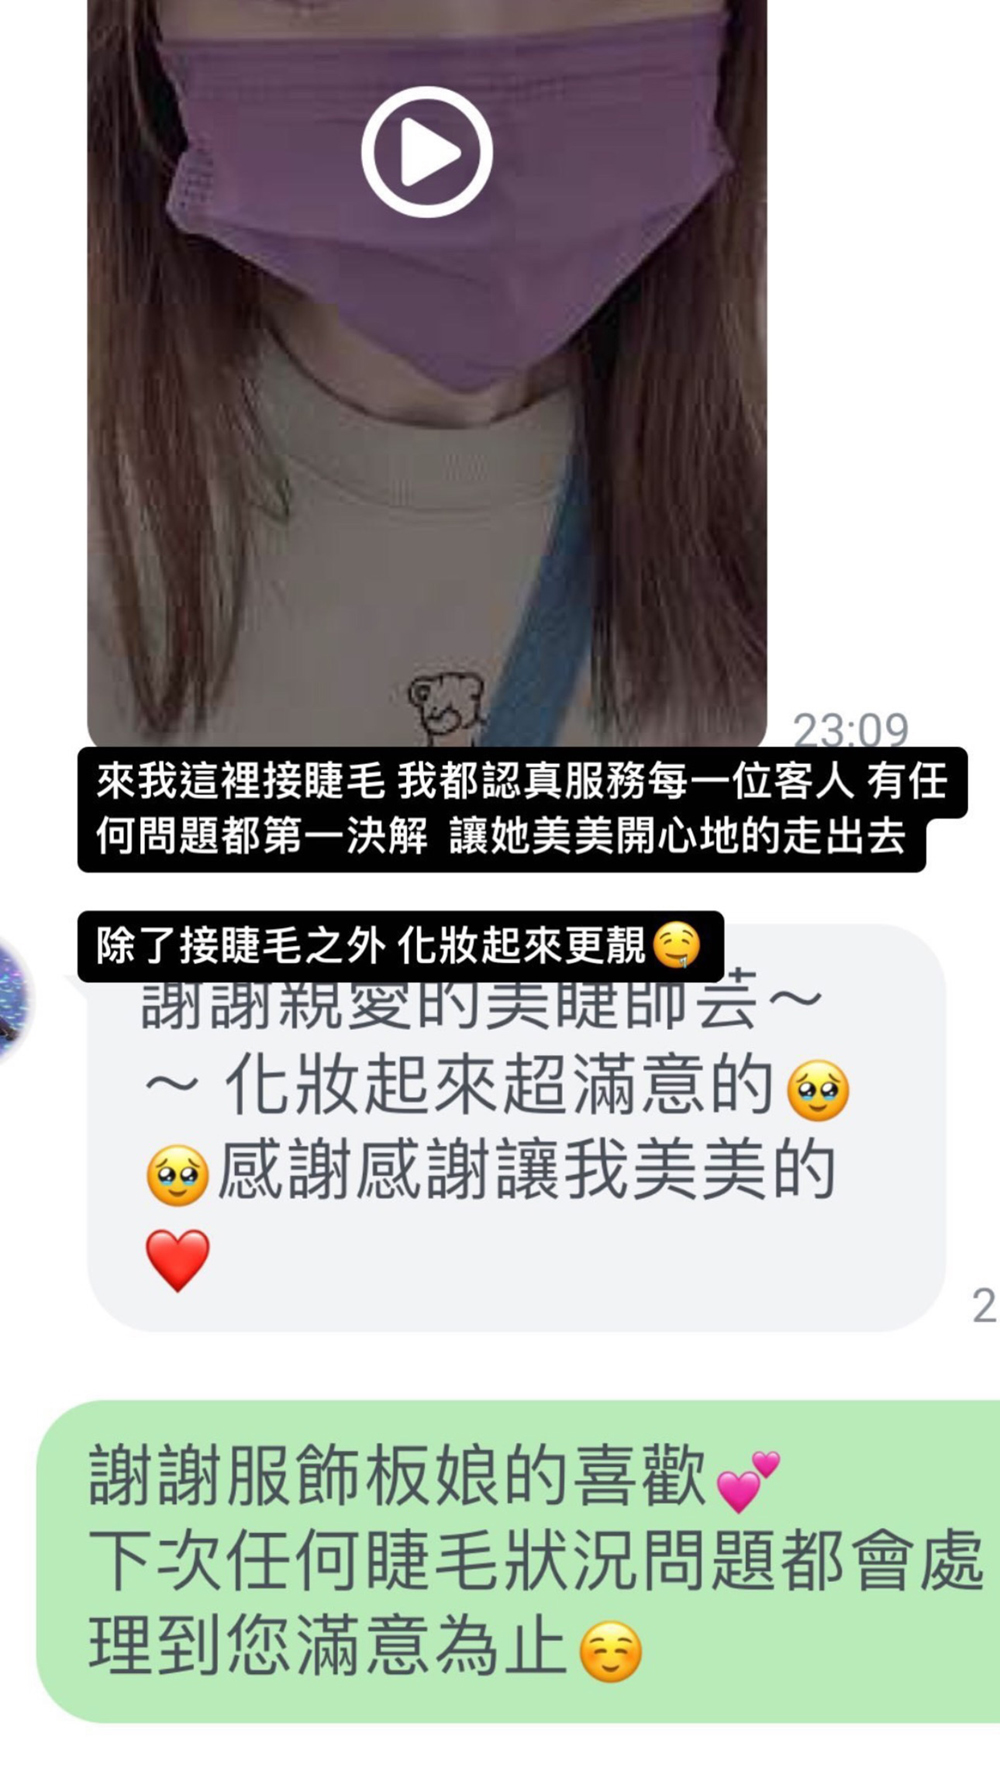 23:09
來我這裡接睫毛 我都認真服務每一位客人 有任
何問題都第一決解 讓她美美開心地的走出去
除了接睫毛之外 化妝起來更靚🤤
謝謝親愛的美睫師芸～
～ 化妝起來超滿意的🥹
🥹感謝感謝讓我美美的
❤️
2
謝謝服飾板娘的喜歡💕
下次任何睫毛狀況問題都會處
理到您滿意為止☺️